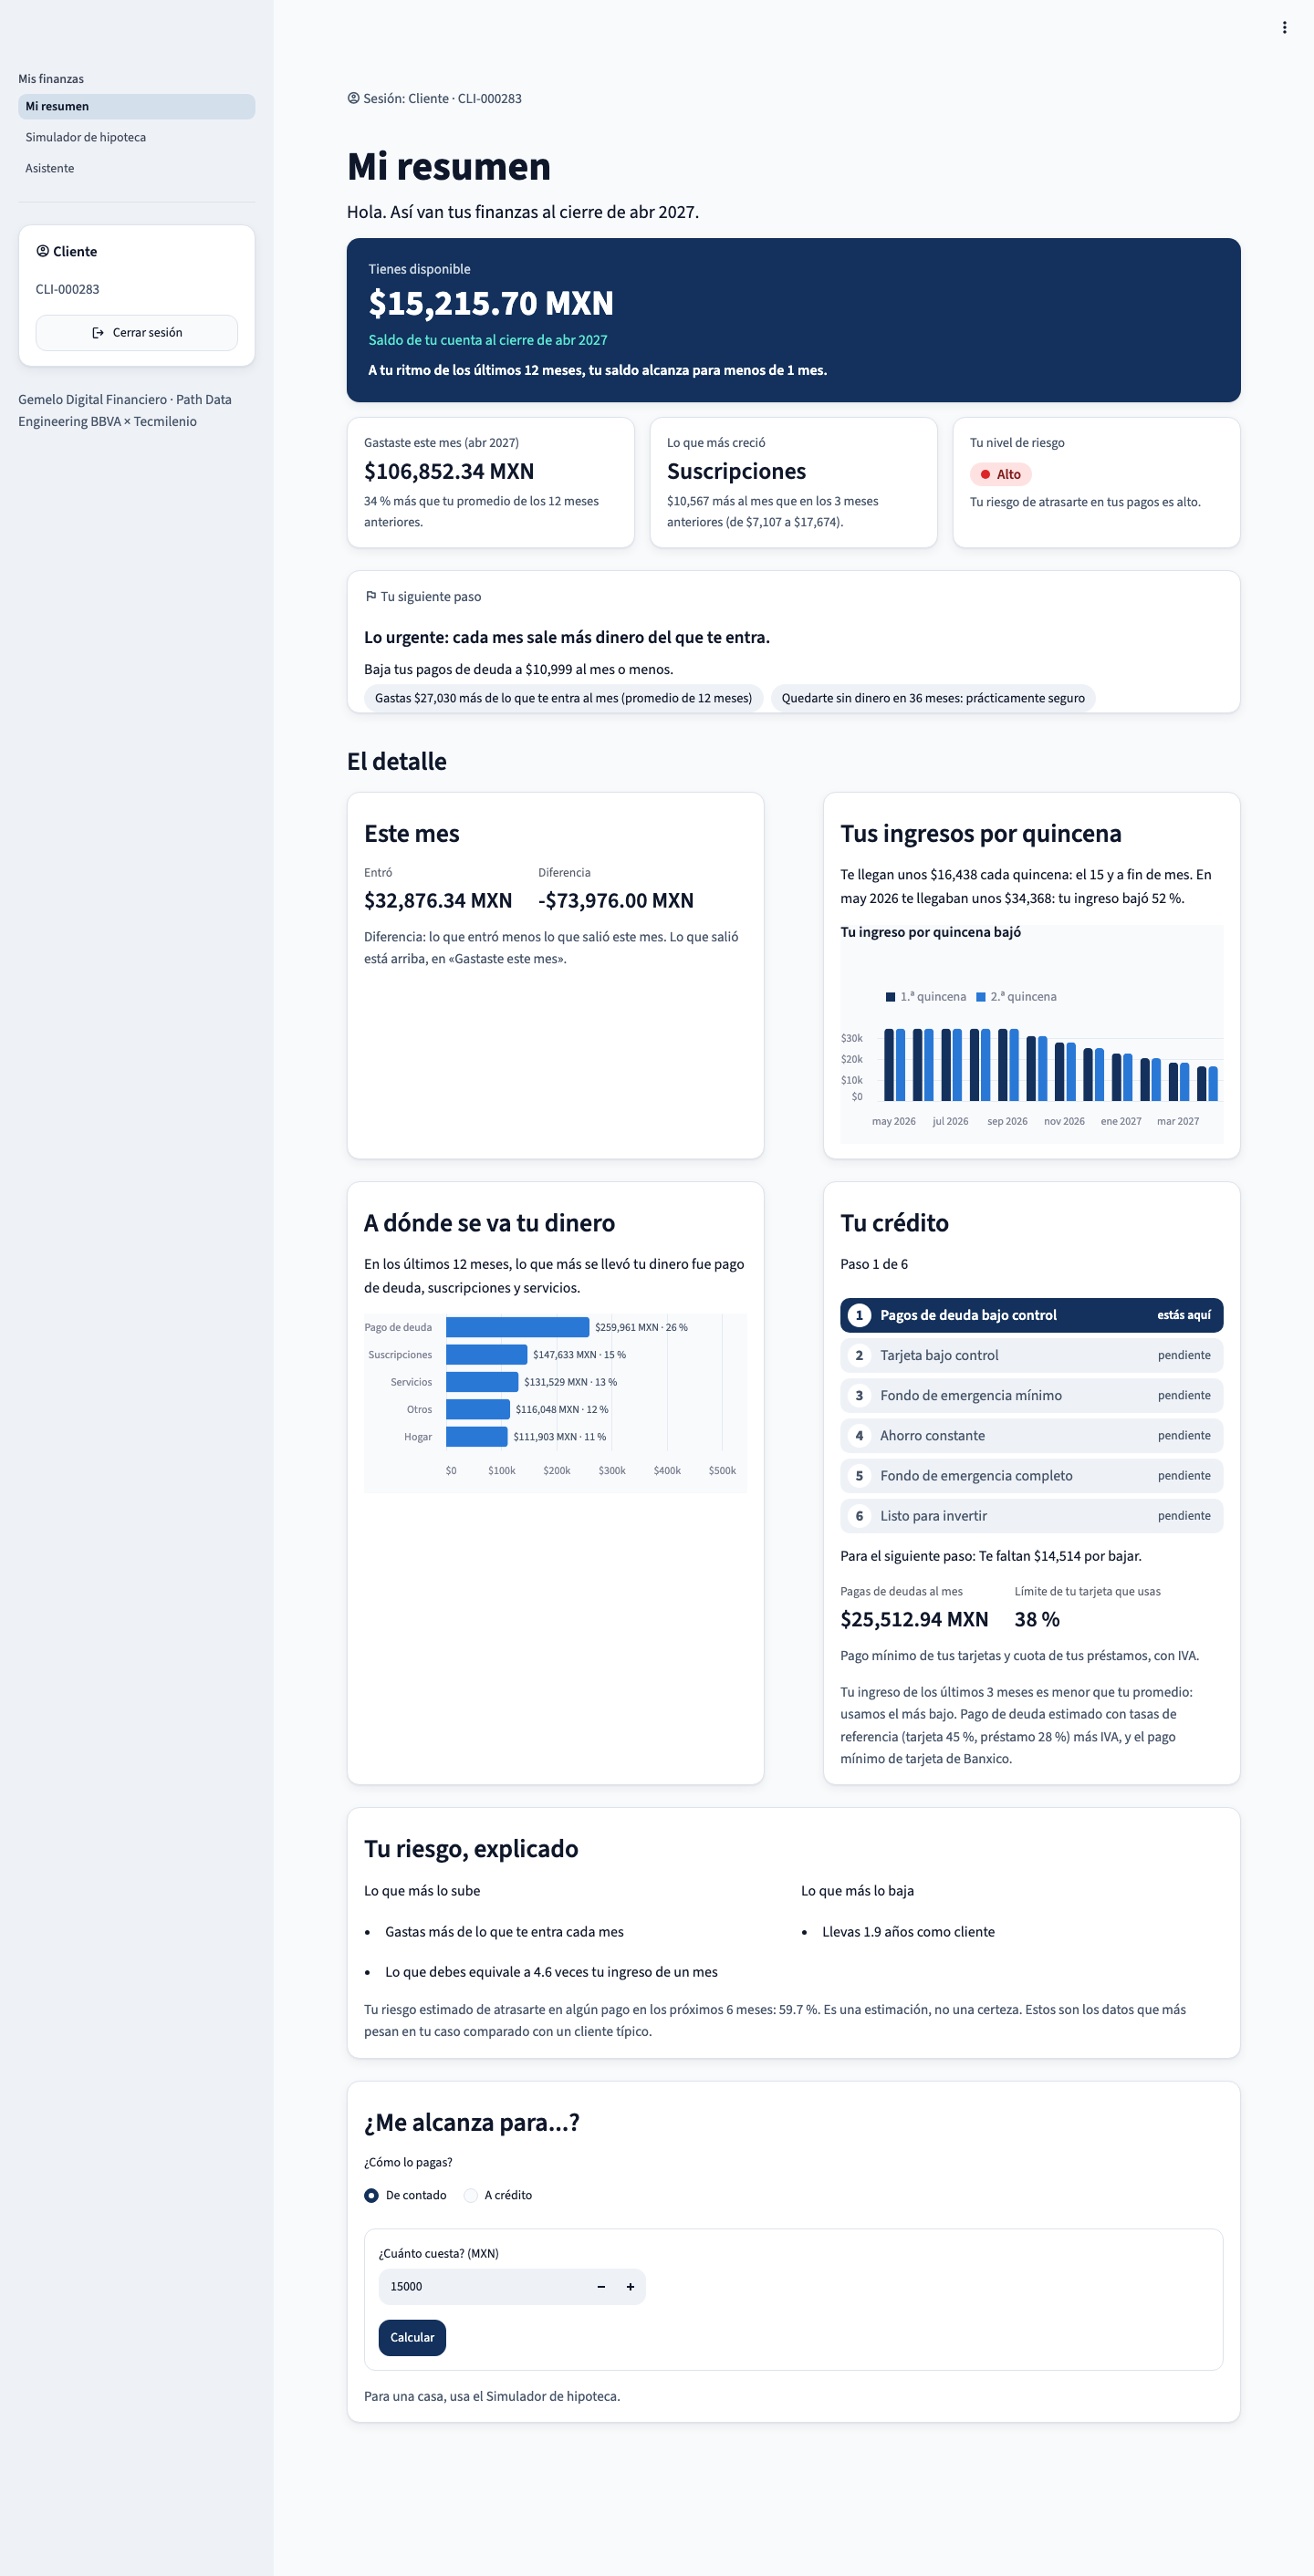 Mis finanzas
Mi resumen
Simulador de hipoteca
Asistente
Cliente
CLI-000283
Cerrar sesión
Gemelo Digital Financiero · Path Data
Engineering BBVA × Tecmilenio
Sesión: Cliente · CLI-000283
Mi resumen
Hola. Así van tus finanzas al cierre de abr 2027.
Tienes disponible
$15,215.70 MXN
Saldo de tu cuenta al cierre de abr 2027
A tu ritmo de los últimos 12 meses, tu saldo alcanza para menos de 1 mes.
Gastaste este mes (abr 2027)
$106,852.34 MXN
34 % más que tu promedio de los 12 meses
anteriores.
Lo que más creció
Suscripciones
$10,567 más al mes que en los 3 meses
anteriores (de $7,107 a $17,674).
Tu nivel de riesgo
Alto
Tu riesgo de atrasarte en tus pagos es alto.
Tu siguiente paso
Lo urgente: cada mes sale más dinero del que te entra.
Baja tus pagos de deuda a $10,999 al mes o menos.
Gastas $27,030 más de lo que te entra al mes (promedio de 12 meses)
Quedarte sin dinero en 36 meses: prácticamente seguro
El detalle
Este mes
Entró
$32,876.34 MXN
Diferencia
-$73,976.00 MXN
Diferencia: lo que entró menos lo que salió este mes. Lo que salió
está arriba, en «Gastaste este mes».
Tus ingresos por quincena
Te llegan unos $16,438 cada quincena: el 15 y a fin de mes. En
may 2026 te llegaban unos $34,368: tu ingreso bajó 52 %.
Tu ingreso por quincena bajó
1.ª quincena 2.ª quincena
$30k
$20k
$10k
$0
may 2026 jul 2026 sep 2026 nov 2026 ene 2027 mar 2027
A dónde se va tu dinero
En los últimos 12 meses, lo que más se llevó tu dinero fue pago
de deuda, suscripciones y servicios.
Pago de deuda $259,961 MXN · 26 %
Suscripciones $147,633 MXN · 15 %
Servicios $131,529 MXN · 13 %
Otros $116,048 MXN · 12 %
Hogar $111,903 MXN · 11 %
$0 $100k $200k $300k $400k $500k
Tu crédito
Paso 1 de 6
1 Pagos de deuda bajo control estás aquí
2 Tarjeta bajo control pendiente
3 Fondo de emergencia mínimo pendiente
4 Ahorro constante pendiente
5 Fondo de emergencia completo pendiente
6 Listo para invertir pendiente
Para el siguiente paso: Te faltan $14,514 por bajar.
Pagas de deudas al mes
$25,512.94 MXN
Límite de tu tarjeta que usas
38 %
Pago mínimo de tus tarjetas y cuota de tus préstamos, con IVA.
Tu ingreso de los últimos 3 meses es menor que tu promedio:
usamos el más bajo. Pago de deuda estimado con tasas de
referencia (tarjeta 45 %, préstamo 28 %) más IVA, y el pago
mínimo de tarjeta de Banxico.
Tu riesgo, explicado
Lo que más lo sube
Gastas más de lo que te entra cada mes
Lo que debes equivale a 4.6 veces tu ingreso de un mes
Lo que más lo baja
Llevas 1.9 años como cliente
Tu riesgo estimado de atrasarte en algún pago en los próximos 6 meses: 59.7 %. Es una estimación, no una certeza. Estos son los datos que más
pesan en tu caso comparado con un cliente típico.
¿Me alcanza para...?
¿Cómo lo pagas?
De contado A crédito
¿Cuánto cuesta? (MXN)
15000 − +
Calcular
Para una casa, usa el Simulador de hipoteca.